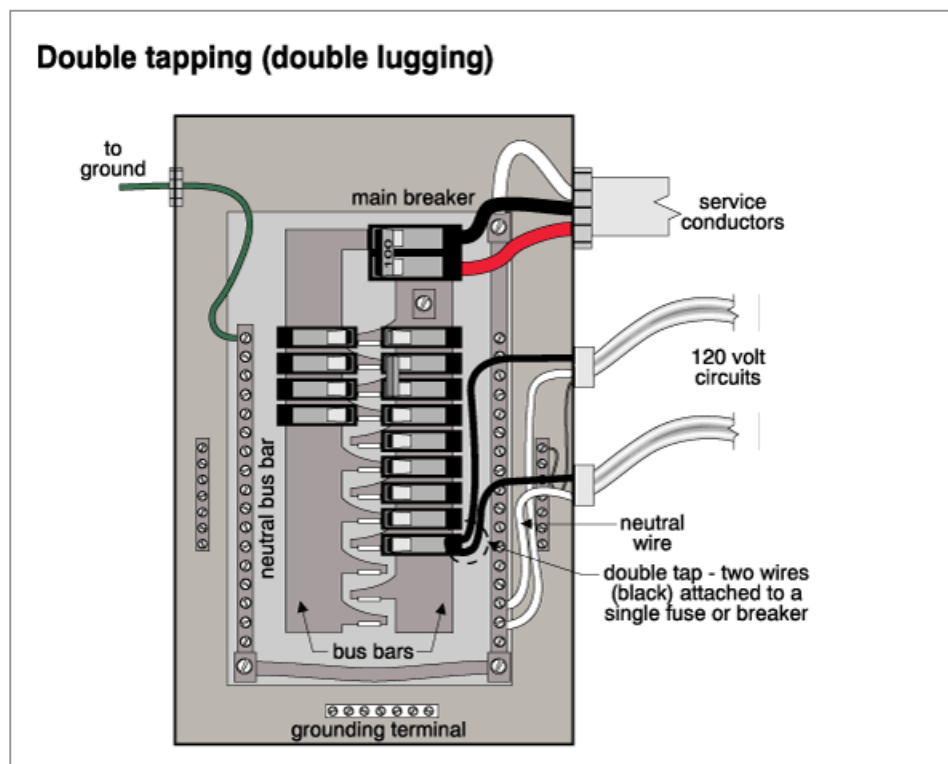 Double tapping (double lugging)
to
ground
main breaker
100
service
conductors
120 volt
circuits
neutral bus bar
neutral
wire
double tap - two wires
(black) attached to a
single fuse or breaker
bus bars
grounding terminal